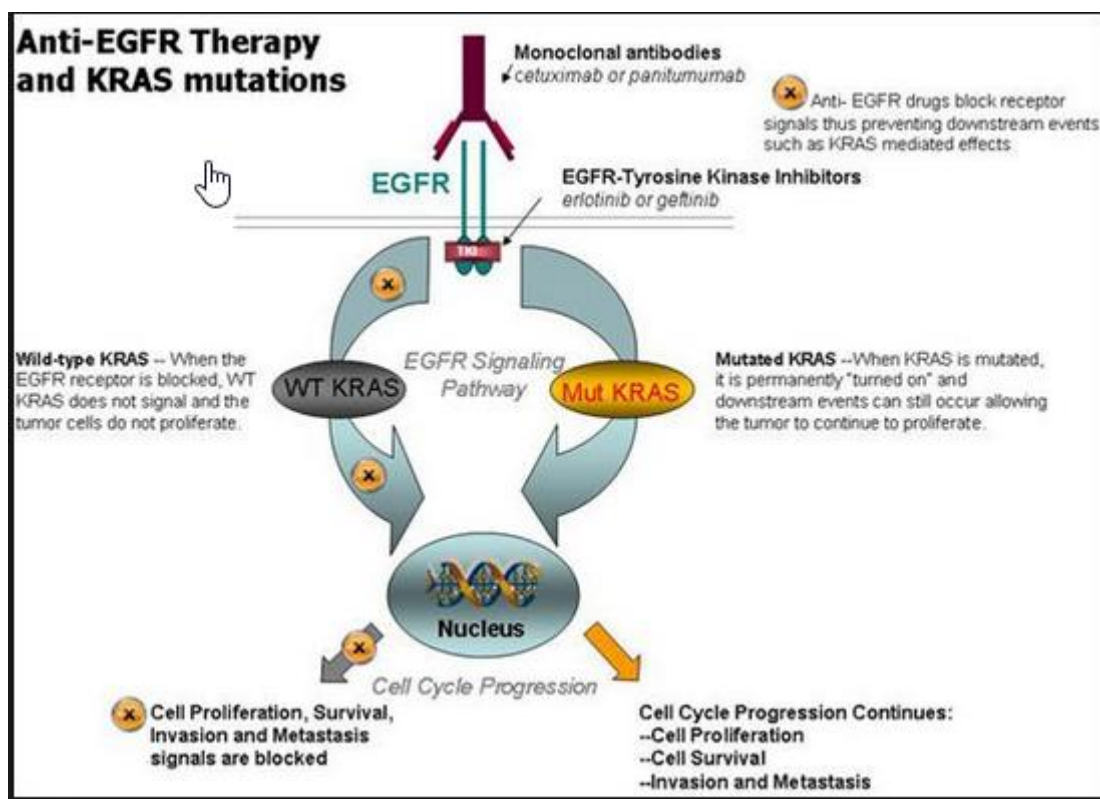 Anti-EGFR Therapy
and KRAS mutations
Monoclonal antibodies
cetuximab or panitumumab
x
Anti- EGFR drugs block receptor
signals thus preventing downstream events
such as KRAS mediated effects
EGFR
EGFR-Tyrosine Kinase Inhibitors
erlotinib or geftinib
TKI
x
Wild-type KRAS -- When the
EGFR receptor is blocked, WT
KRAS does not signal and the
tumor cells do not proliferate.
WT KRAS
EGFR Signaling
Pathway
Mut KRAS
Mutated KRAS --When KRAS is mutated,
it is permanently "turned on" and
downstream events can still occur allowing
the tumor to continue to proliferate.
x
Nucleus
x
Cell Cycle Progression
x
Cell Proliferation, Survival,
Invasion and Metastasis
signals are blocked
Cell Cycle Progression Continues:
--Cell Proliferation
--Cell Survival
--Invasion and Metastasis